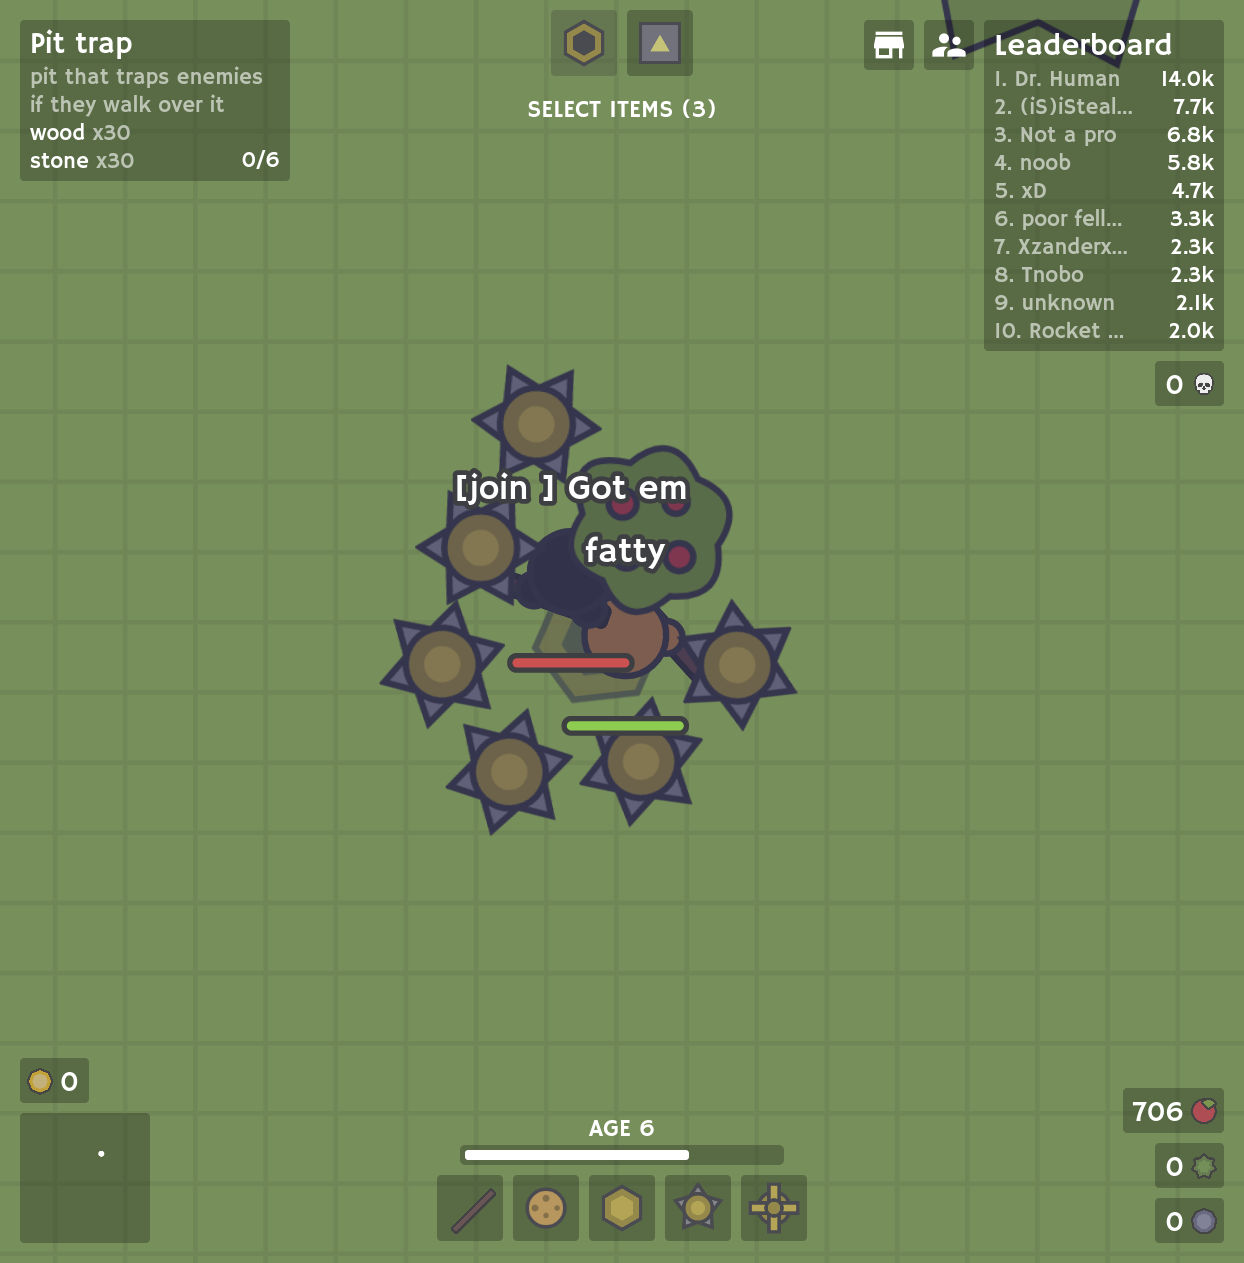 Pit trap
pit that traps enemies
if they walk over it
wood x30
stone x30 0/6
SELECT ITEMS (3)
Leaderboard
1. Dr. Human 14.0k
2. (iS)iSteal... 7.7k
3. Not a pro 6.8k
4. noob 5.8k
5. xD 4.7k
6. poor fell... 3.3k
7. Xzanderx... 2.3k
8. Tnobo 2.3k
9. unknown 2.1k
10. Rocket ... 2.0k
0
[join ] Got em
fatty
0
AGE 6
706
0
0